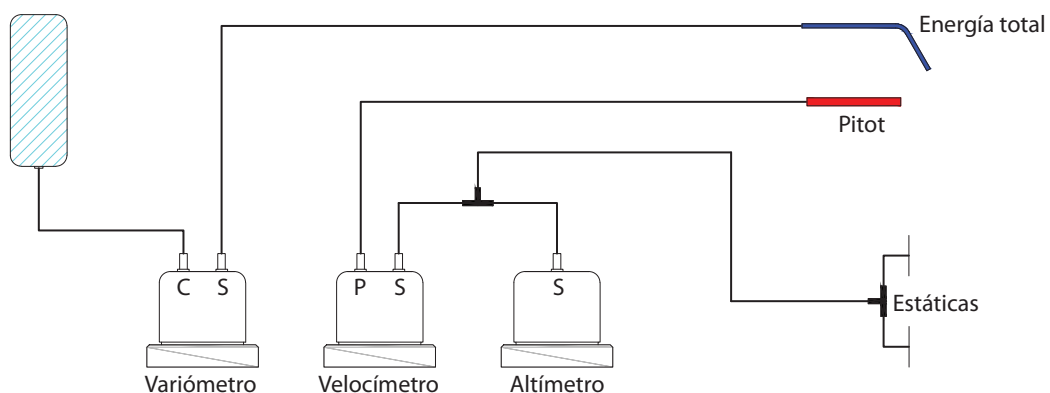 Energía total
Pitot
C S
P S
S
Estáticas
Variómetro
Velocímetro
Altímetro